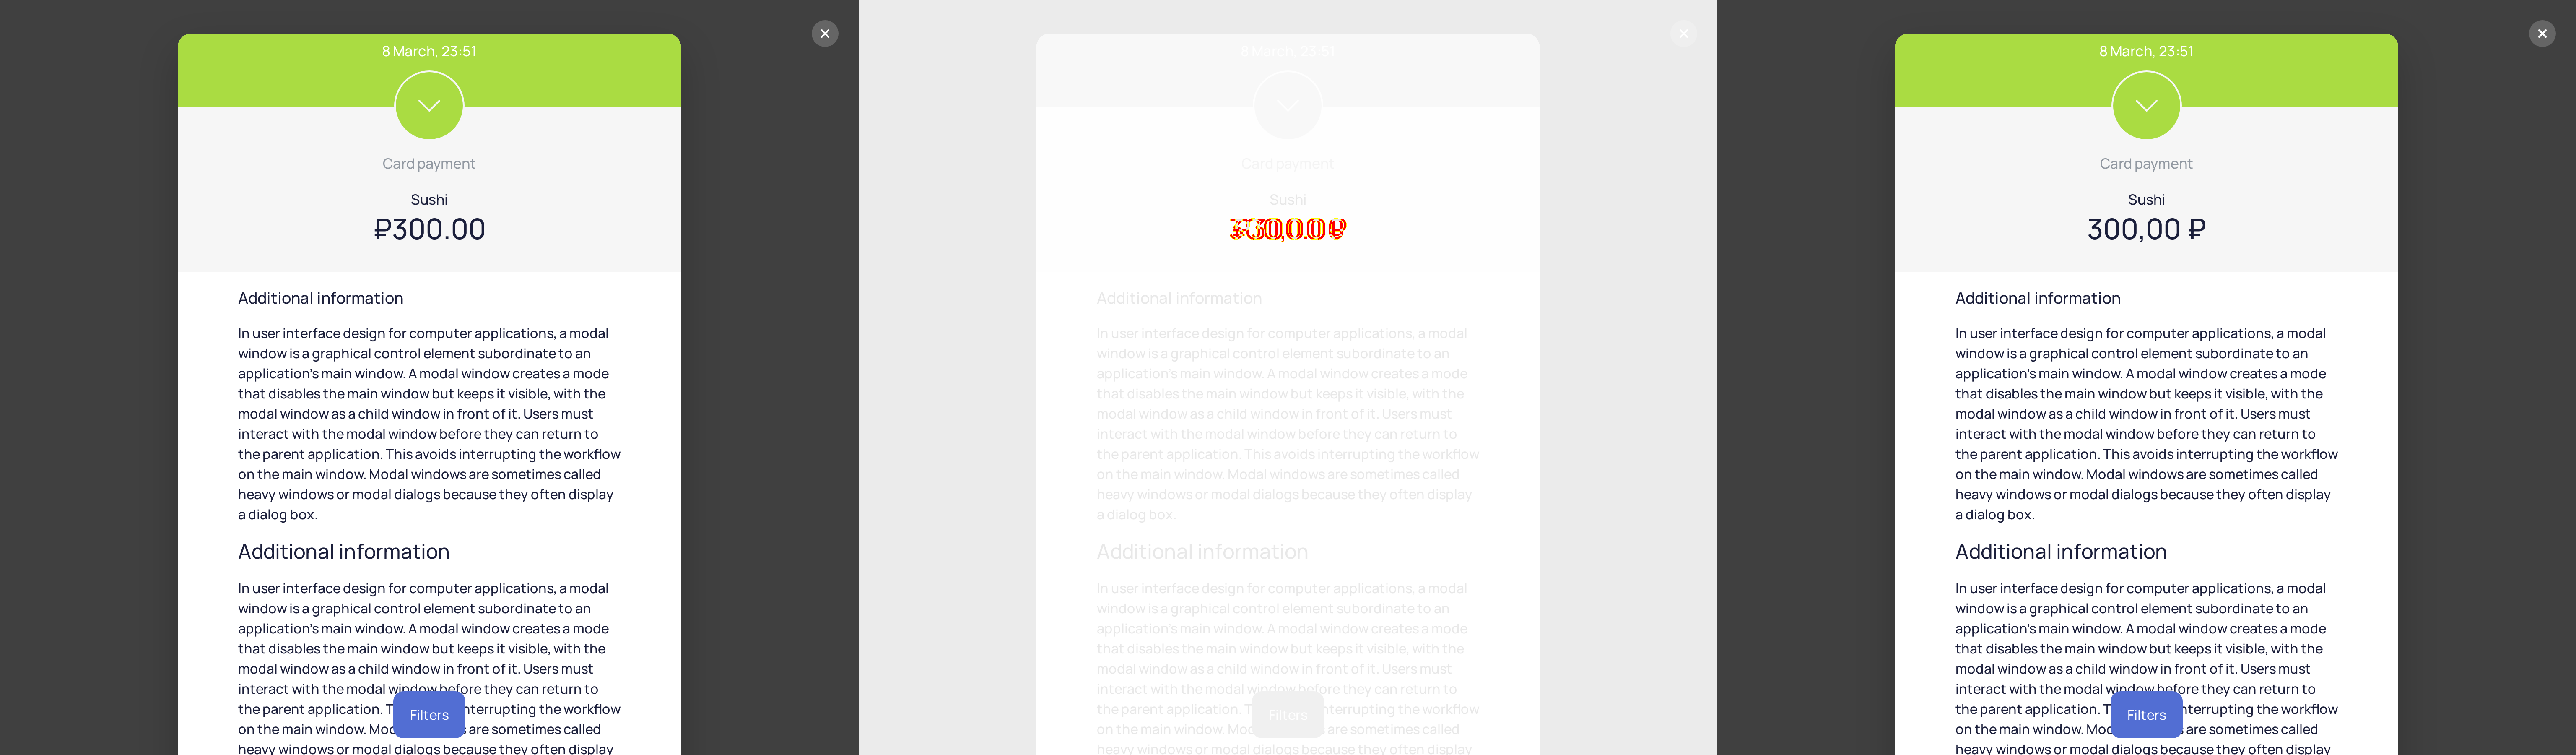 8 March, 23:51
Card payment
Sushi
₽300.00
Additional information
In user interface design for computer applications, a modal
window is a graphical control element subordinate to an
application's main window. A modal window creates a mode
that disables the main window but keeps it visible, with the
modal window as a child window in front of it. Users must
interact with the modal window before they can return to
the parent application. This avoids interrupting the workflow
on the main window. Modal windows are sometimes called
heavy windows or modal dialogs because they often display
a dialog box.
Additional information
In user interface design for computer applications, a modal
window is a graphical control element subordinate to an
application's main window. A modal window creates a mode
that disables the main window but keeps it visible, with the
modal window as a child window in front of it. Users must
interact with the modal window before they can return to
the parent application. nterrupting the workflow
on the main window. are sometimes called
heavy windows or modal dialogs because they often display
Filters
8 March, 23:51
Card payment
Sushi
Additional information
In user interface design for computer applications, a modal
window is a graphical control element subordinate to an
application's main window. A modal window creates a mode
that disables the main window but keeps it visible, with the
modal window as a child window in front of it. Users must
interact with the modal window before they can return to
the parent application. This avoids interrupting the workflow
on the main window. Modal windows are sometimes called
heavy windows or modal dialogs because they often display
a dialog box.
Additional information
In user interface design for computer applications, a modal
window is a graphical control element subordinate to an
application's main window. A modal window creates a mode
that disables the main window but keeps it visible, with the
modal window as a child window in front of it. Users must
interact with the modal window before they can return to
the parent application. nterrupting the workflow
on the main window. are sometimes called
heavy windows or modal dialogs because they often display
Filters
8 March, 23:51
Card payment
Sushi
300,00 ₽
Additional information
In user interface design for computer applications, a modal
window is a graphical control element subordinate to an
application's main window. A modal window creates a mode
that disables the main window but keeps it visible, with the
modal window as a child window in front of it. Users must
interact with the modal window before they can return to
the parent application. This avoids interrupting the workflow
on the main window. Modal windows are sometimes called
heavy windows or modal dialogs because they often display
a dialog box.
Additional information
In user interface design for computer applications, a modal
window is a graphical control element subordinate to an
application's main window. A modal window creates a mode
that disables the main window but keeps it visible, with the
modal window as a child window in front of it. Users must
interact with the modal window before they can return to
the parent application. nterrupting the workflow
on the main window. are sometimes called
heavy windows or modal dialogs because they often display
Filters